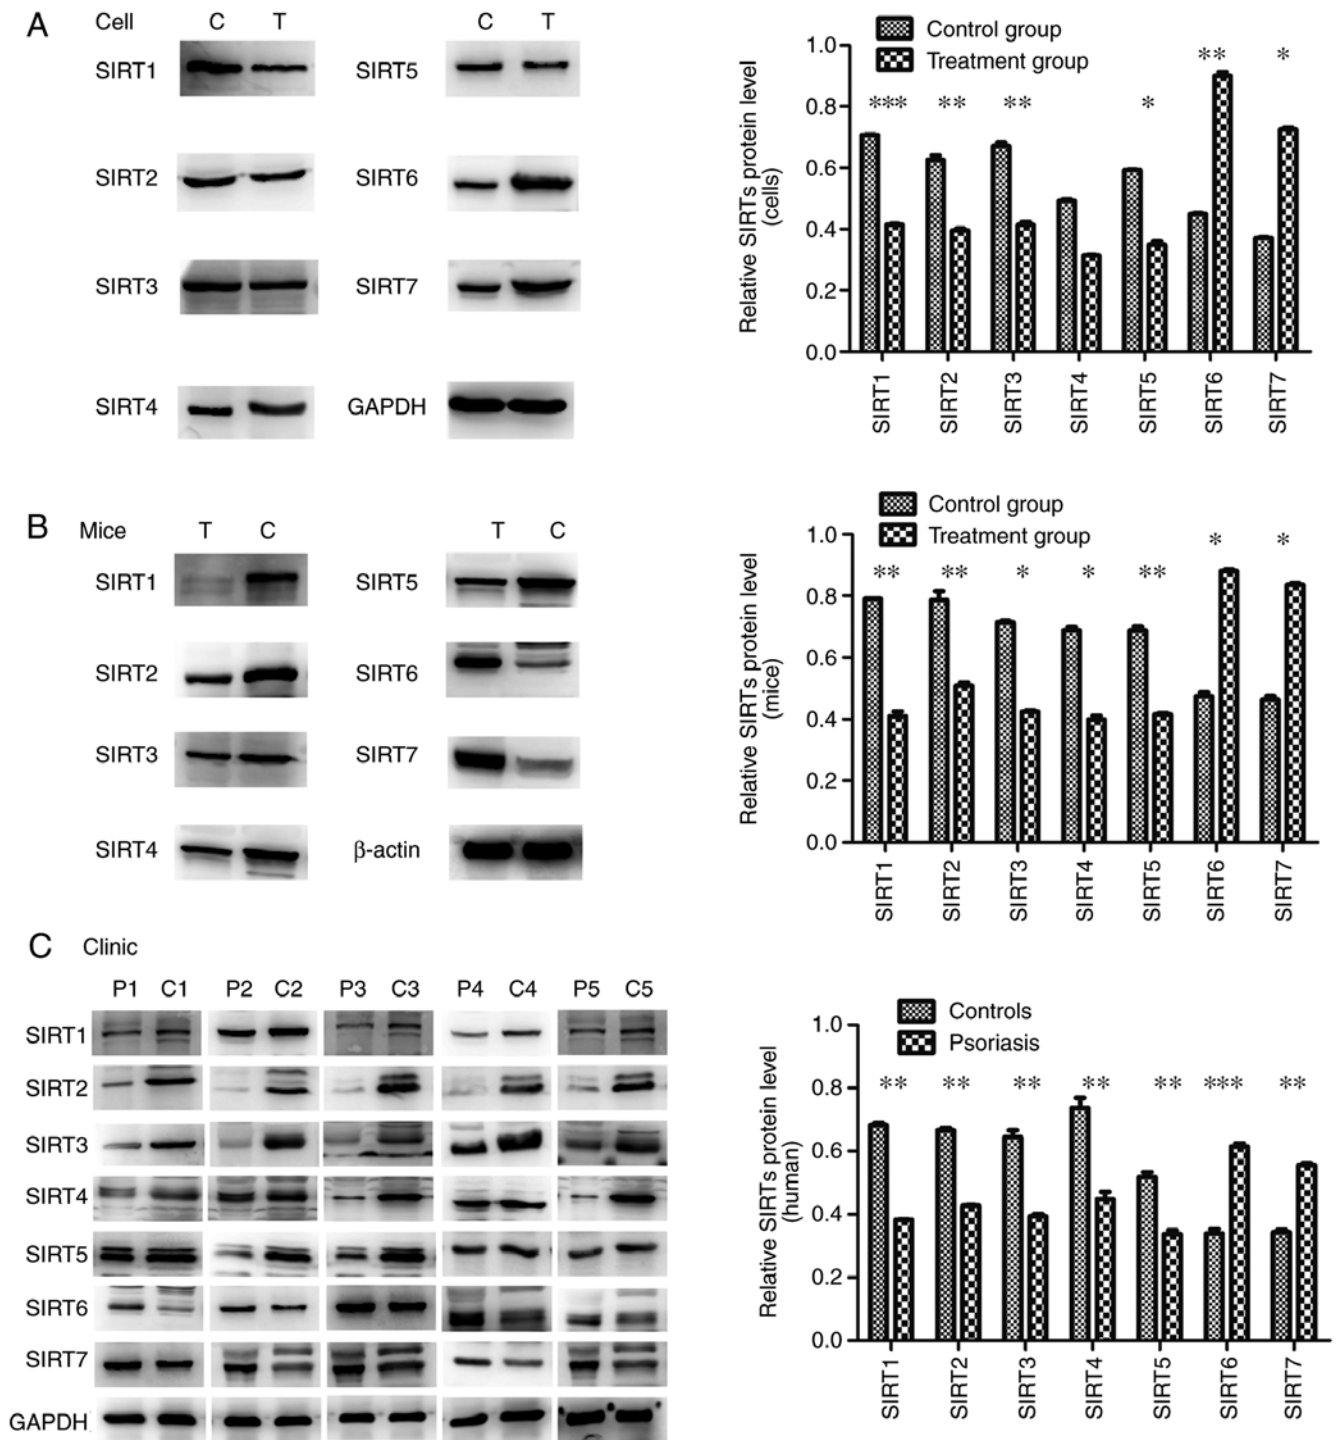 A Cell C T C T
SIRT1 SIRT5
SIRT2 SIRT6
SIRT3 SIRT7
SIRT4 GAPDH
Control group
Treatment group
Relative SIRTs protein level
(cells)
1.0
0.8
0.6
0.4
0.2
0.0
*** ** ** * ** *
SIRT1 SIRT2 SIRT3 SIRT4 SIRT5 SIRT6 SIRT7
B Mice T C T C
SIRT1 SIRT5
SIRT2 SIRT6
SIRT3 SIRT7
SIRT4 β-actin
Control group
Treatment group
Relative SIRTs protein level
(mice)
1.0
0.8
0.6
0.4
0.2
0.0
** ** * * ** * *
SIRT1 SIRT2 SIRT3 SIRT4 SIRT5 SIRT6 SIRT7
C Clinic
P1 C1 P2 C2 P3 C3 P4 C4 P5 C5
SIRT1
SIRT2
SIRT3
SIRT4
SIRT5
SIRT6
SIRT7
GAPDH
Controls
Psoriasis
Relative SIRTs protein level
(human)
1.0
0.8
0.6
0.4
0.2
0.0
** ** ** ** ** *** **
SIRT1 SIRT2 SIRT3 SIRT4 SIRT5 SIRT6 SIRT7